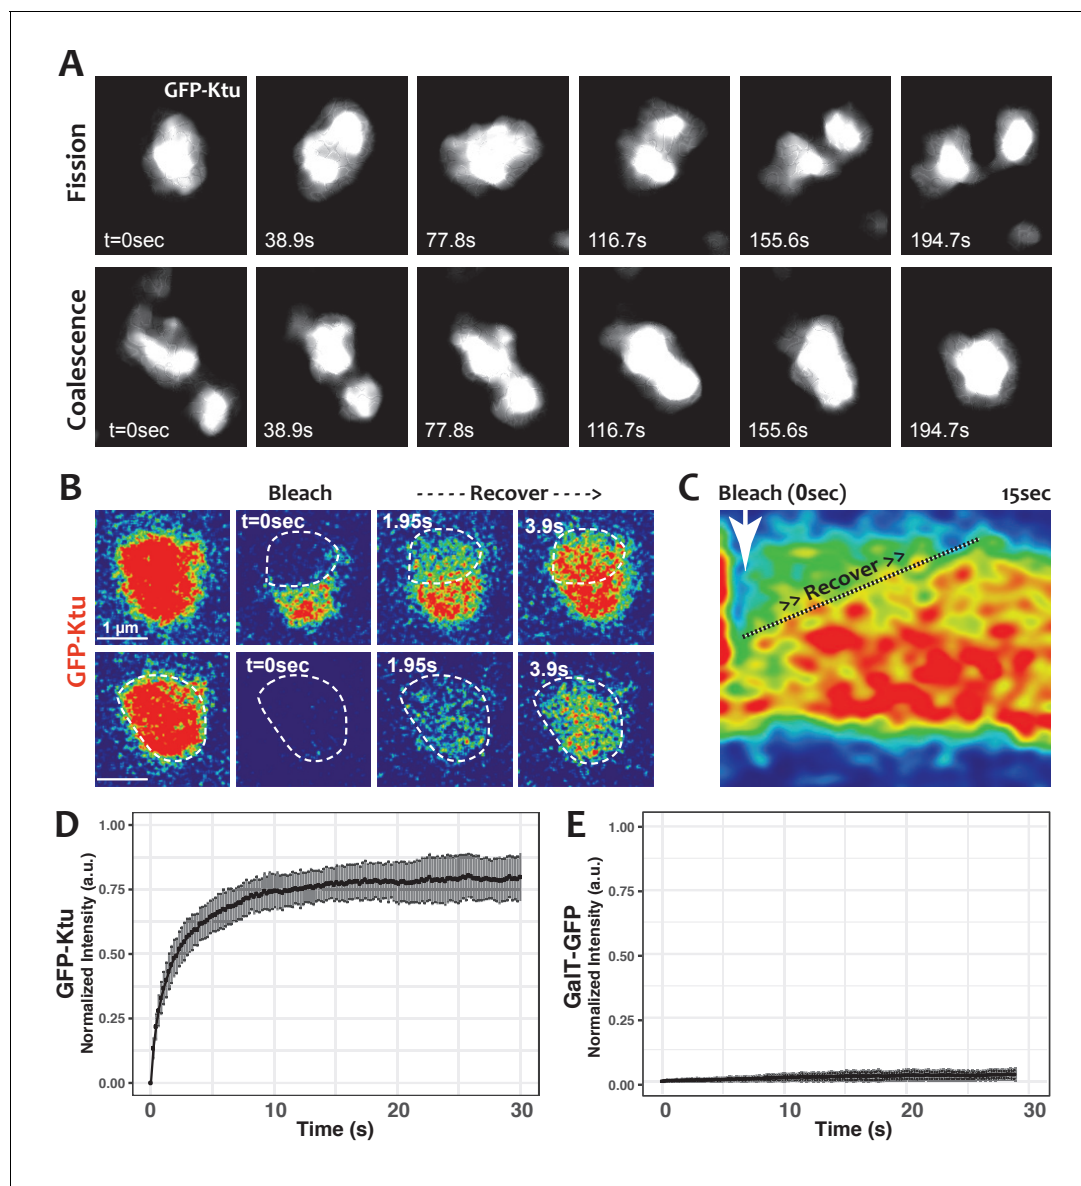 A
GFP-Ktu
Fission
t=0sec 38.9s 77.8s 116.7s 155.6s 194.7s
Coalescence
t=0sec 38.9s 77.8s 116.7s 155.6s 194.7s
B
Bleach - - - - - Recover - - - ->
GFP-Ktu
t=0sec 1.95s 3.9s
1 µm
t=0sec 1.95s 3.9s
C
Bleach (0sec) 15sec
>> Recover >>
D
GFP-Ktu
Normalized Intensity (a.u.)
1.00
0.75
0.50
0.25
0.00
0 10 20 30
Time (s)
E
GalT-GFP
Normalized Intensity (a.u.)
1.00
0.75
0.50
0.25
0.00
0 10 20 30
Time (s)